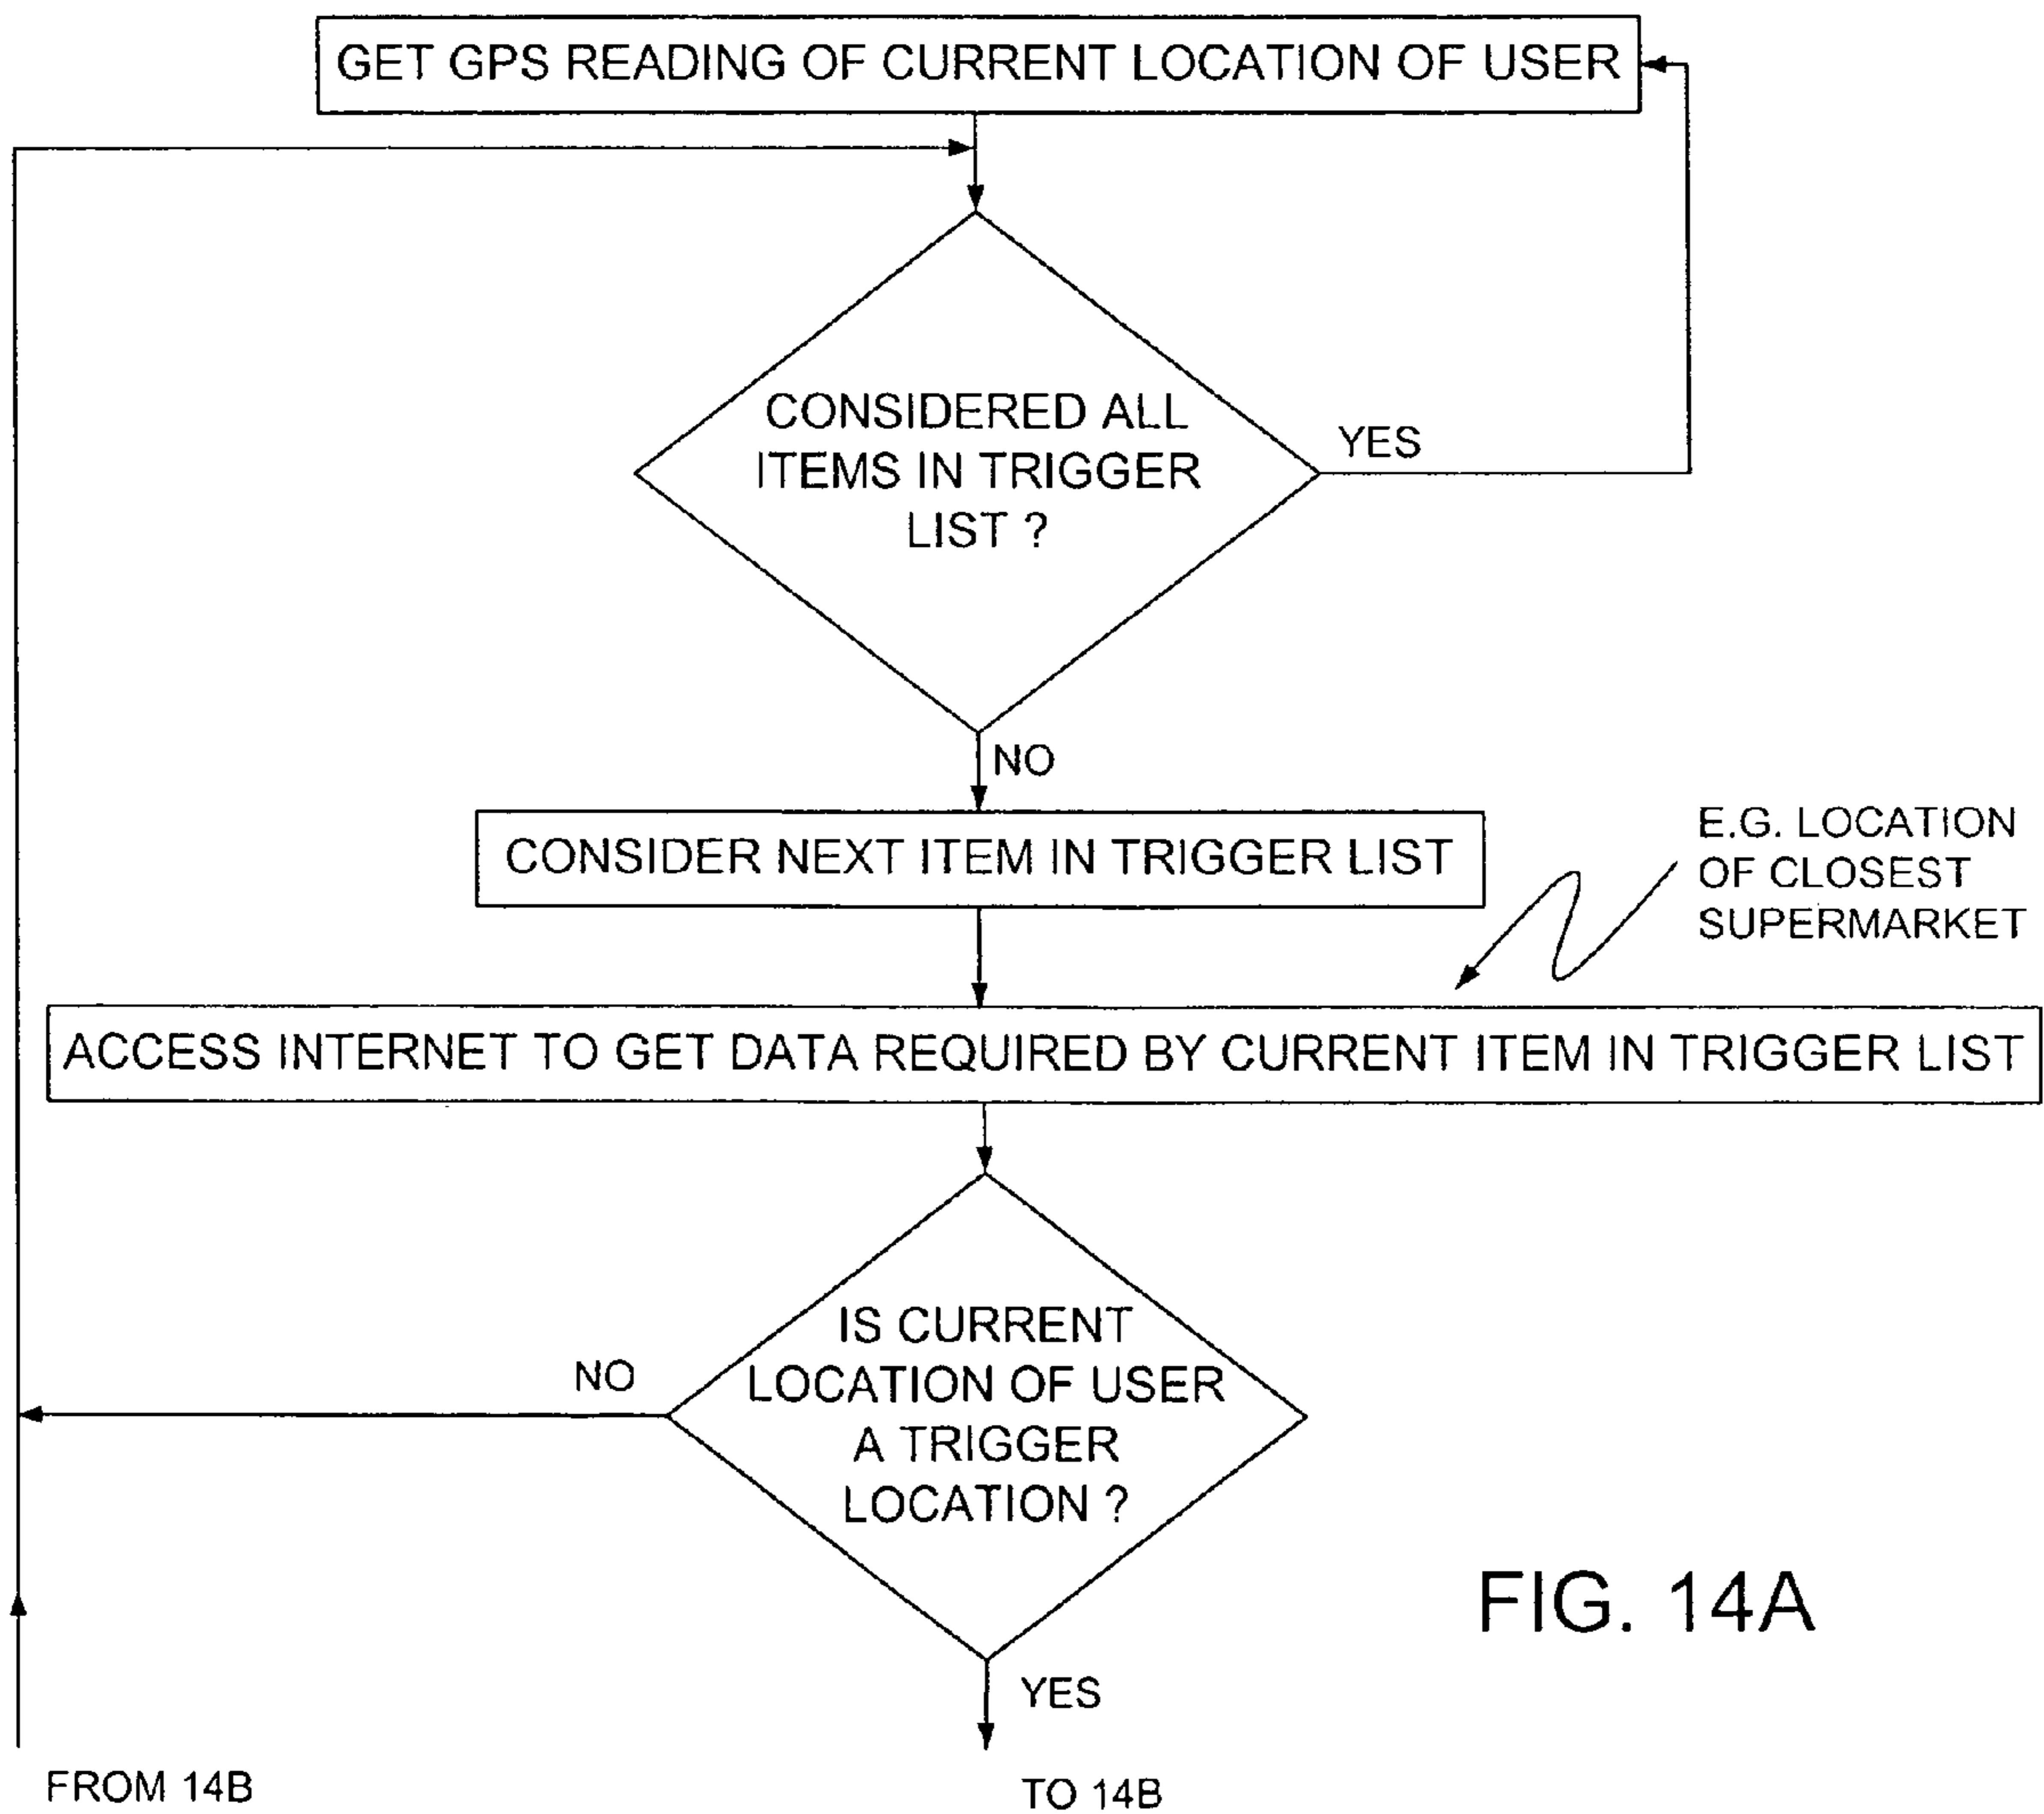 GET GPS READING OF CURRENT LOCATION OF USER
CONSIDERED ALL
ITEMS IN TRIGGER
LIST ?
YES
NO
CONSIDER NEXT ITEM IN TRIGGER LIST
E.G. LOCATION
OF CLOSEST
SUPERMARKET
ACCESS INTERNET TO GET DATA REQUIRED BY CURRENT ITEM IN TRIGGER LIST
IS CURRENT
LOCATION OF USER
A TRIGGER
LOCATION ?
NO
YES
FIG. 14A
FROM 14B
TO 14B